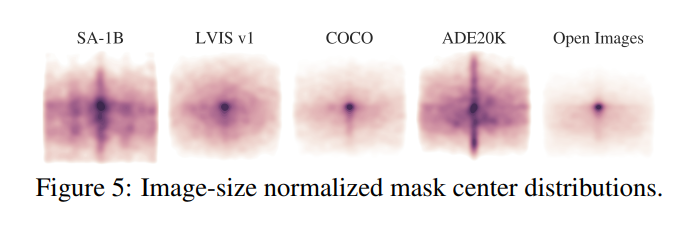 SA-1B LVIS v1 COCO ADE20K Open Images
Figure 5: Image-size normalized mask center distributions.